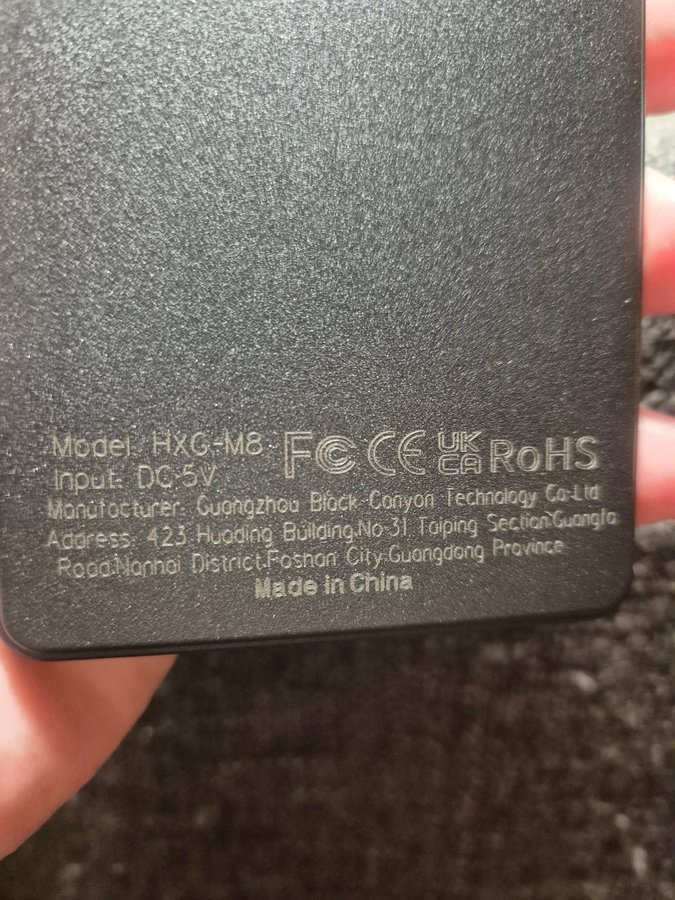 Model: HXG-M8 FC CE UK CA RoHS
Input: DC 5V
Manufacturer: Guangzhou Black Canyon Technology Co-Ltd
Address: 423 Huading Building.No 31 Taiping Section.Guangfo
Road.Nanhai District.Foshan City.Guangdong Province
Made in China